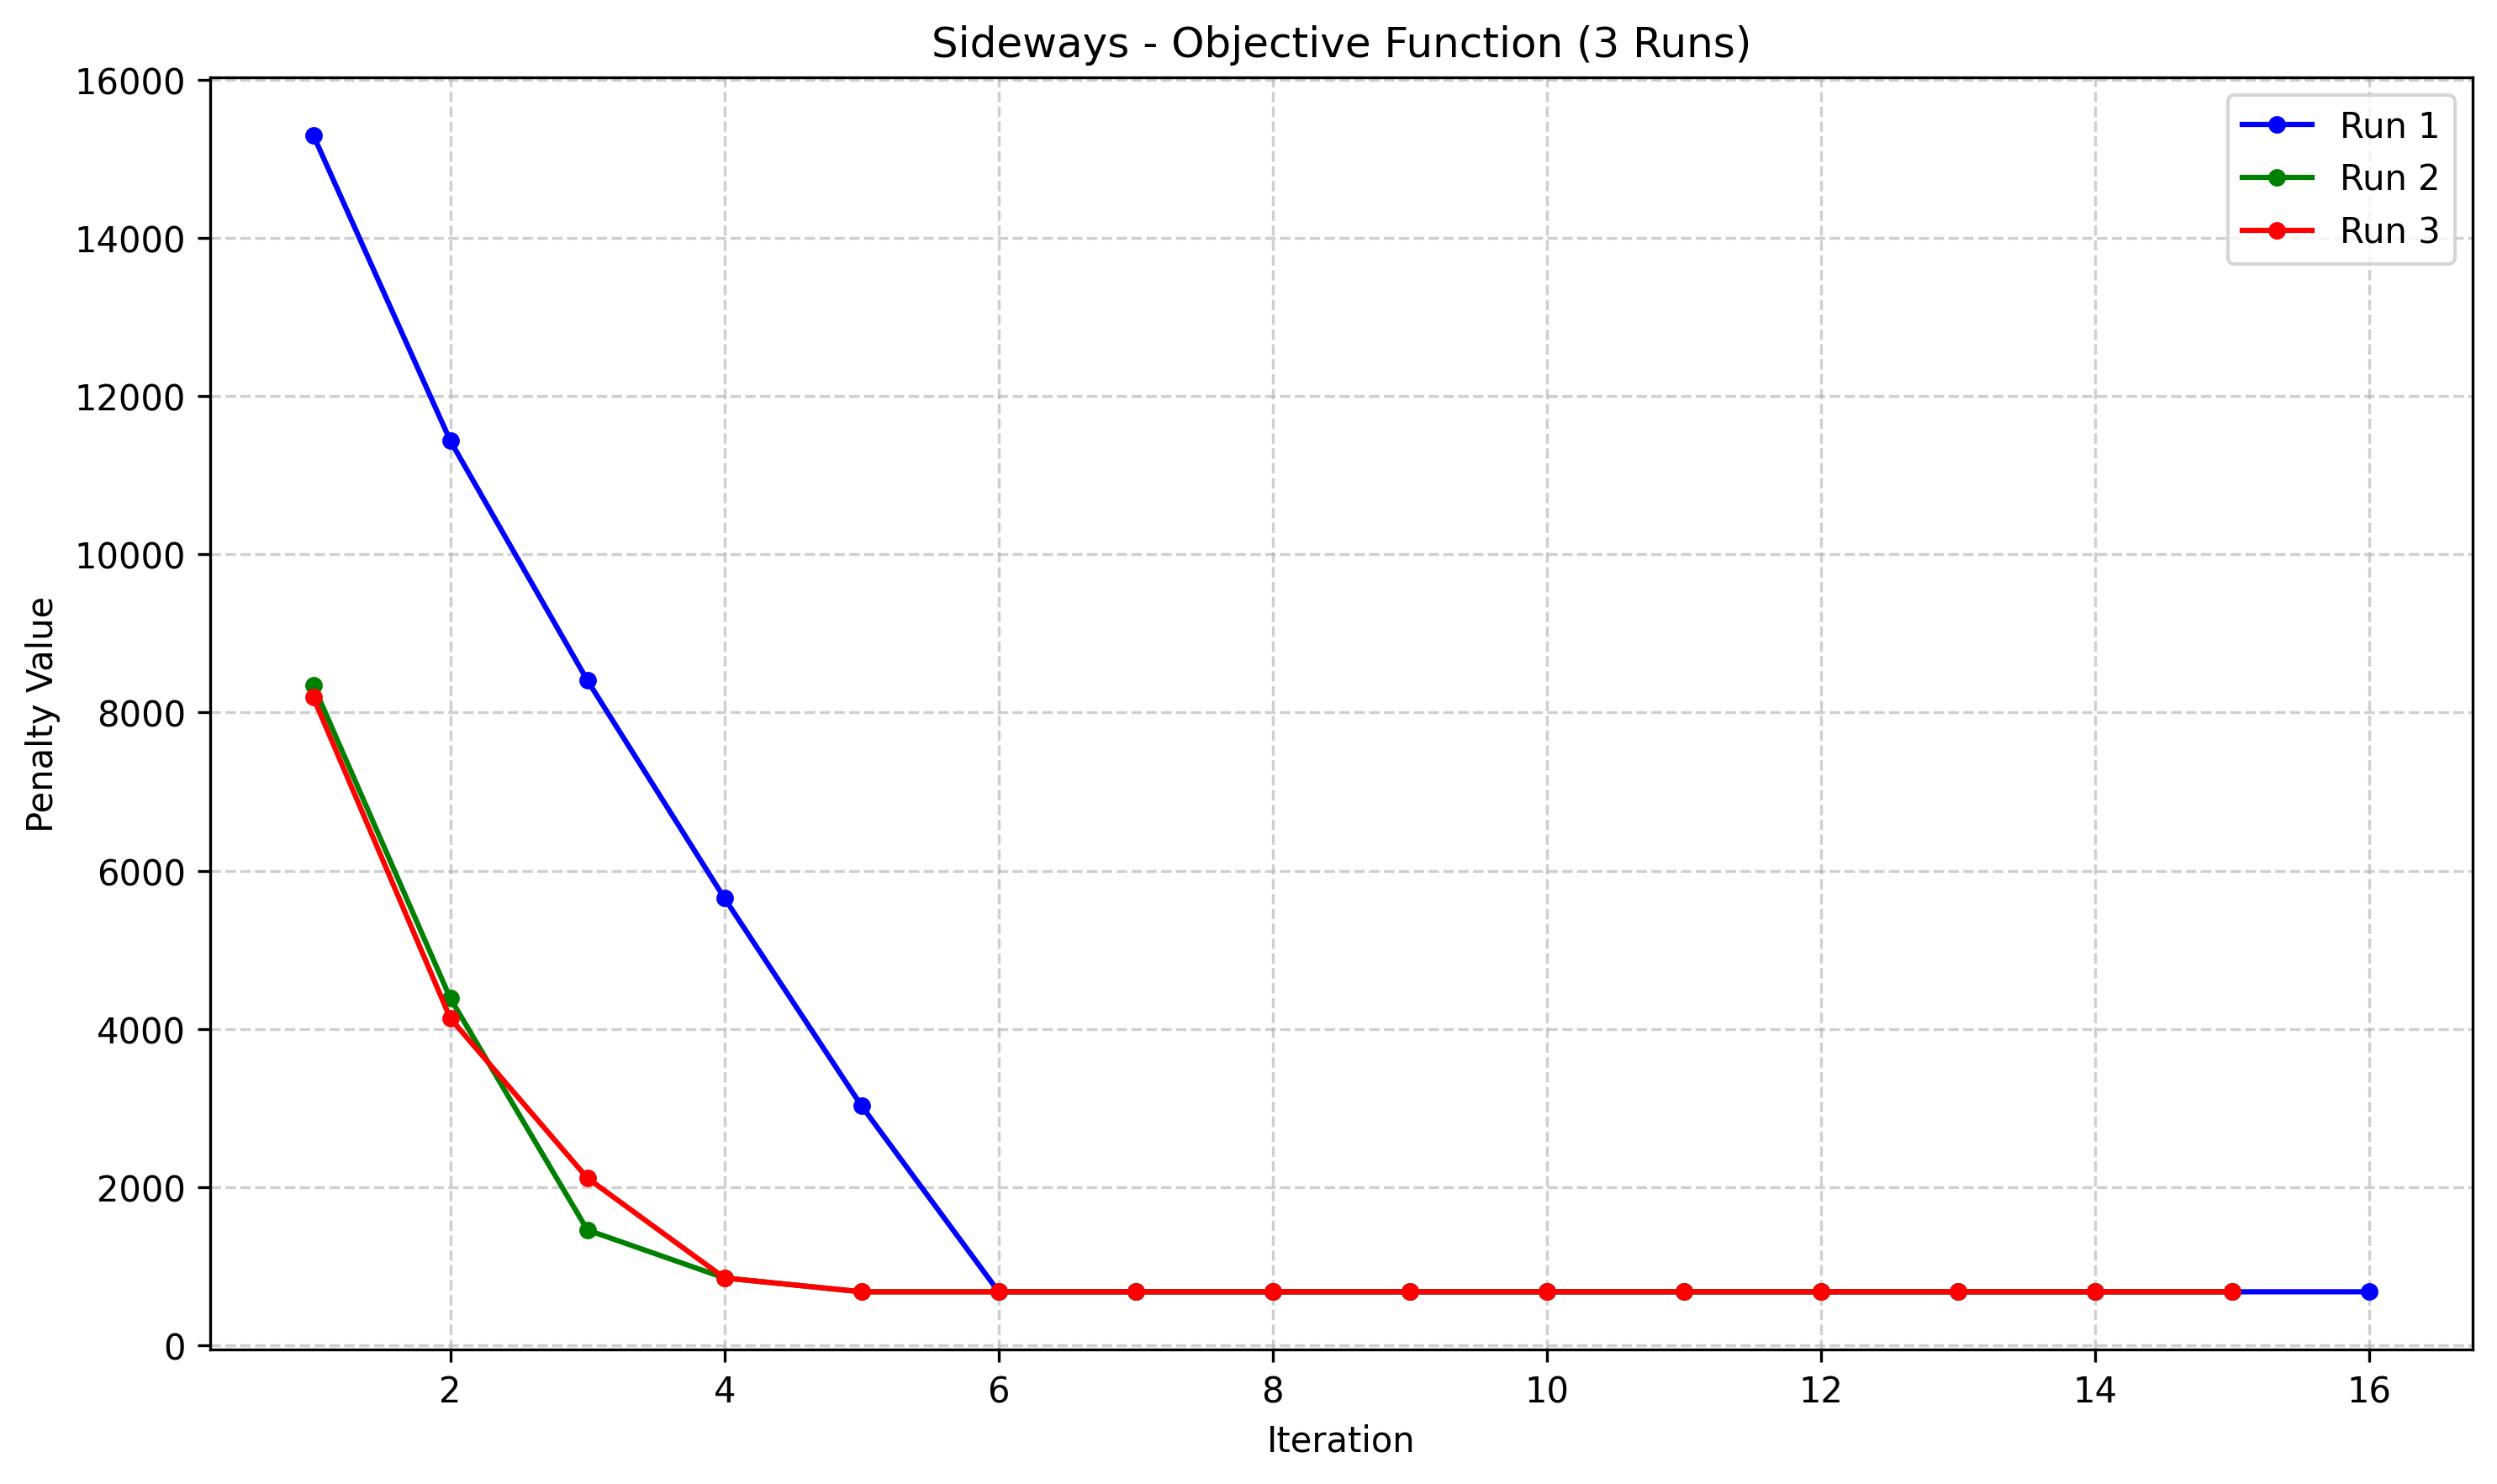 Sideways - Objective Function (3 Runs)
16000
14000
12000
10000
8000
6000
4000
2000
0
Penalty Value
Run 1
Run 2
Run 3
2 4 6 8 10 12 14 16
Iteration